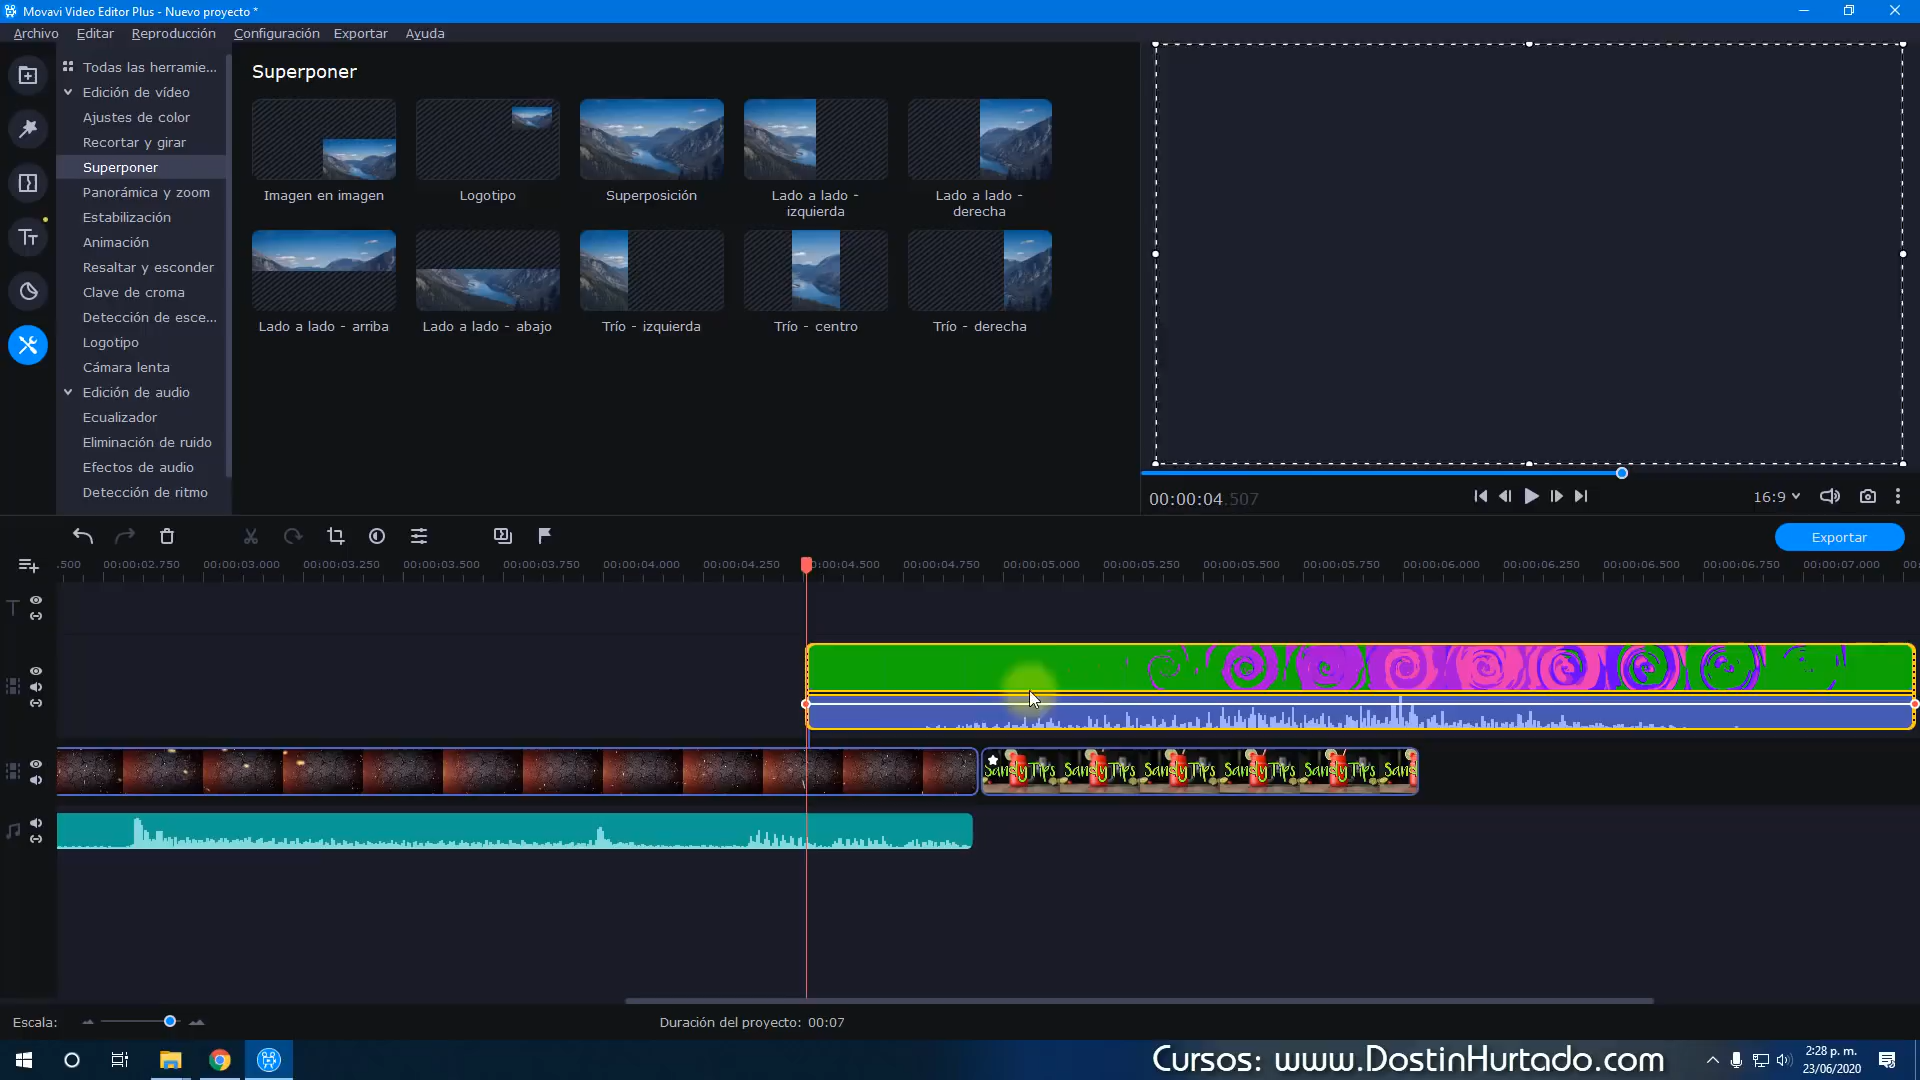 Movavi Video Editor Plus - Nuevo proyecto *
Archivo Editar Reproducción Configuración Exportar Ayuda
Todas las herramie...
Edición de vídeo
Ajustes de color
Recortar y girar
Superponer
Panorámica y zoom
Estabilización
Animación
Resaltar y esconder
Clave de croma
Detección de esce...
Logotipo
Cámara lenta
Edición de audio
Ecualizador
Eliminación de ruido
Efectos de audio
Detección de ritmo
Superponer
Imagen en imagen
Logotipo
Superposición
Lado a lado -
izquierda
Lado a lado -
derecha
Lado a lado - arriba
Lado a lado - abajo
Trío - izquierda
Trío - centro
Trío - derecha
00:00:04.507
16:9
Exportar
.500 00:00:02.750 00:00:03.000 00:00:03.250 00:00:03.500 00:00:03.750 00:00:04.000 00:00:04.250 00:00:04.500 00:00:04.750 00:00:05.000 00:00:05.250 00:00:05.500 00:00:05.750 00:00:06.000 00:00:06.250 00:00:06.500 00:00:06.750 00:00:07.000 00:
SandyTips SandyTips SandyTips SandyTips SandyTips Sand
Escala:
Duración del proyecto: 00:07
Cursos: www.DostinHurtado.com
2:28 p. m.
23/06/2020